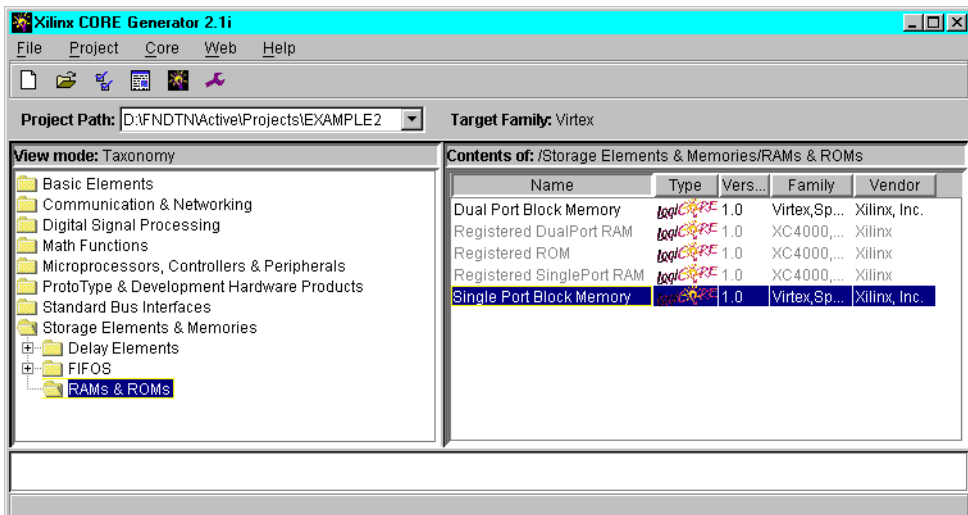 Xilinx CORE Generator 2.1i
File Project Core Web Help
Project Path: D:\FNDTN\Active\Projects\EXAMPLE2 Target Family: Virtex
View mode: Taxonomy
Basic Elements
Communication & Networking
Digital Signal Processing
Math Functions
Microprocessors, Controllers & Peripherals
ProtoType & Development Hardware Products
Standard Bus Interfaces
Storage Elements & Memories
Delay Elements
FIFOS
RAMs & ROMs
Contents of: /Storage Elements & Memories/RAMs & ROMs
Name Type Vers... Family Vendor
Dual Port Block Memory logiCORE 1.0 Virtex,Sp... Xilinx, Inc.
Registered DualPort RAM logiCORE 1.0 XC4000,... Xilinx
Registered ROM logiCORE 1.0 XC4000,... Xilinx
Registered SinglePort RAM logiCORE 1.0 XC4000,... Xilinx
Single Port Block Memory logiCORE 1.0 Virtex,Sp... Xilinx, Inc.